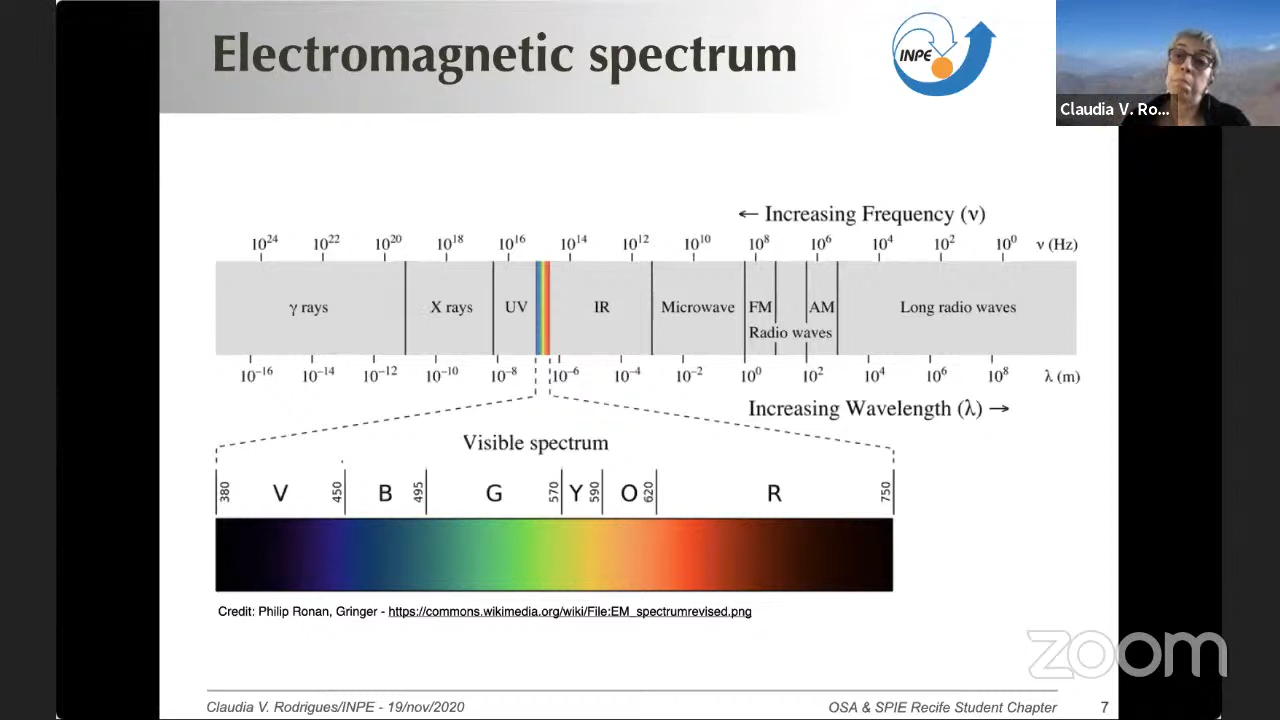 Electromagnetic spectrum
INPE
Claudia V. Ro...
← Increasing Frequency (ν)
10²⁴ 10²² 10²⁰ 10¹⁸ 10¹⁶ 10¹⁴ 10¹² 10¹⁰ 10⁸ 10⁶ 10⁴ 10² 10⁰ ν (Hz)
γ rays X rays UV IR Microwave FM AM Long radio waves
Radio waves
10⁻¹⁶ 10⁻¹⁴ 10⁻¹² 10⁻¹⁰ 10⁻⁸ 10⁻⁶ 10⁻⁴ 10⁻² 10⁰ 10² 10⁴ 10⁶ 10⁸ λ (m)
Increasing Wavelength (λ) →
Visible spectrum
380 V 450 B 495 G 570 Y 590 O 620 R 750
Credit: Philip Ronan, Gringer - https://commons.wikimedia.org/wiki/File:EM_spectrumrevised.png
zoom
Claudia V. Rodrigues/INPE - 19/nov/2020 OSA & SPIE Recife Student Chapter 7